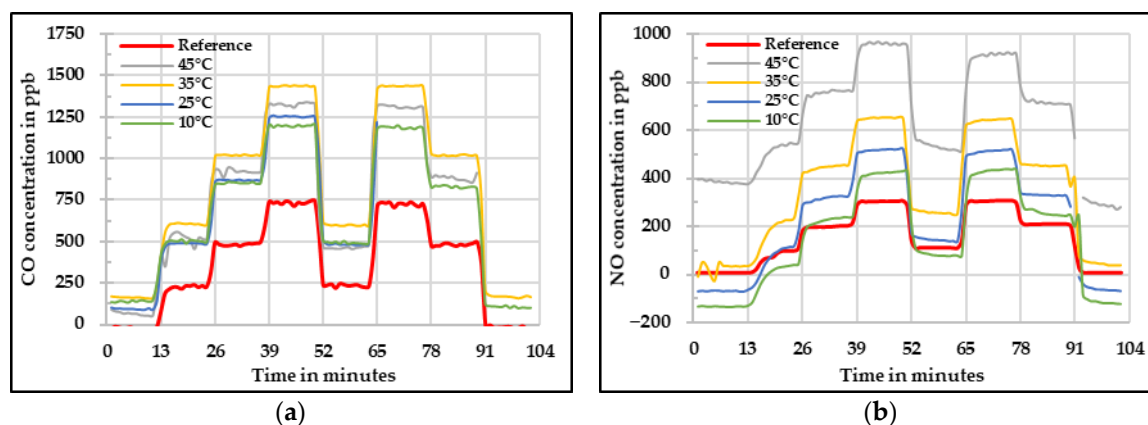 1750
1500
1250
1000
750
500
250
0
CO concentration in ppb
Reference
45°C
35°C
25°C
10°C
0 13 26 39 52 65 78 91 104
Time in minutes
(a)
1000
800
600
400
200
0
−200
NO concentration in ppb
Reference
45°C
35°C
25°C
10°C
0 13 26 39 52 65 78 91 104
Time in minutes
(b)